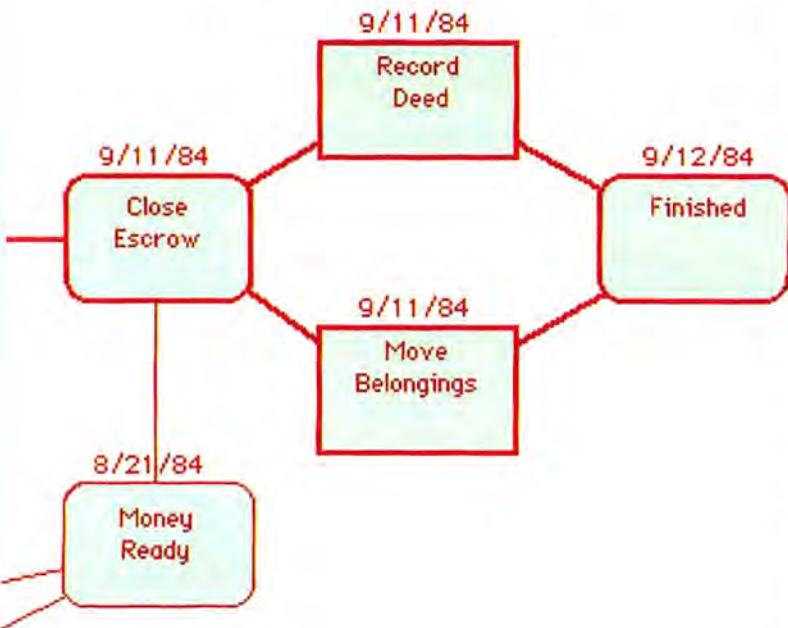 9/11/84
Record
Deed
9/11/84
Close
Escrow
9/12/84
Finished
9/11/84
Move
Belongings
8/21/84
Money
Ready